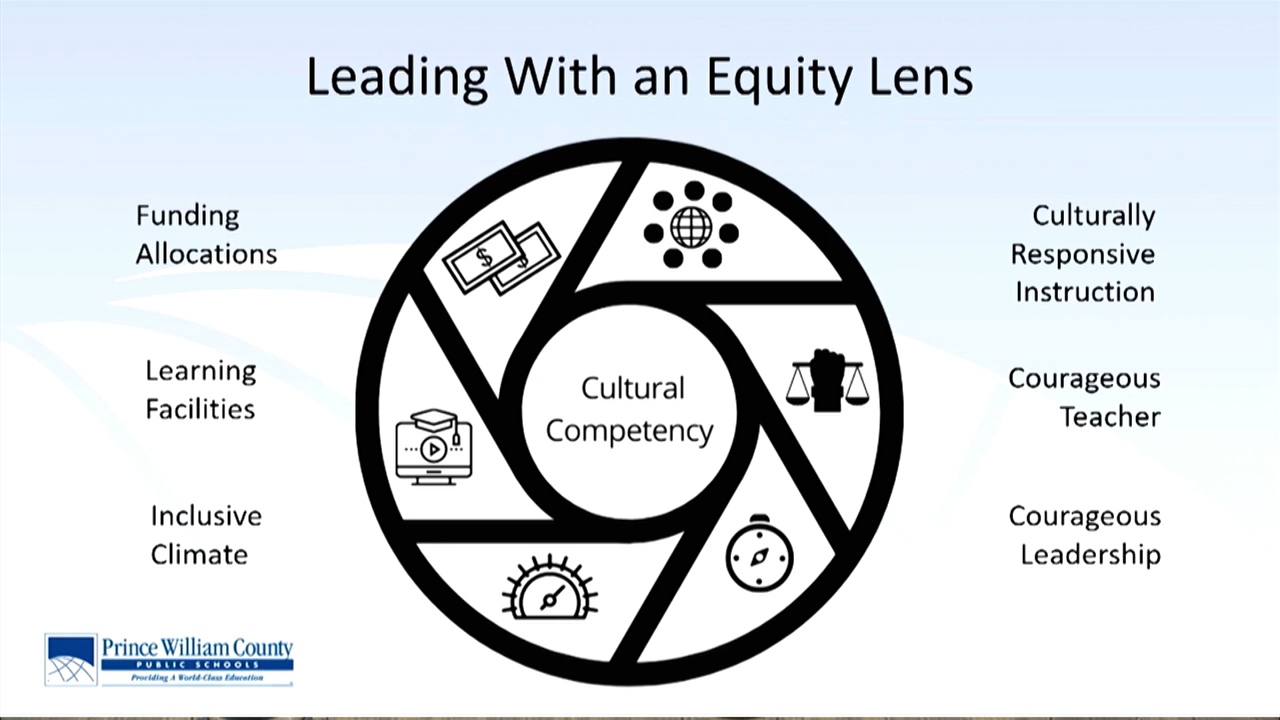 Leading With an Equity Lens
Funding
Allocations
Learning
Facilities
Inclusive
Climate
$
$
Cultural
Competency
Culturally
Responsive
Instruction
Courageous
Teacher
Courageous
Leadership
Prince William County
PUBLIC SCHOOLS
Providing A World-Class Education